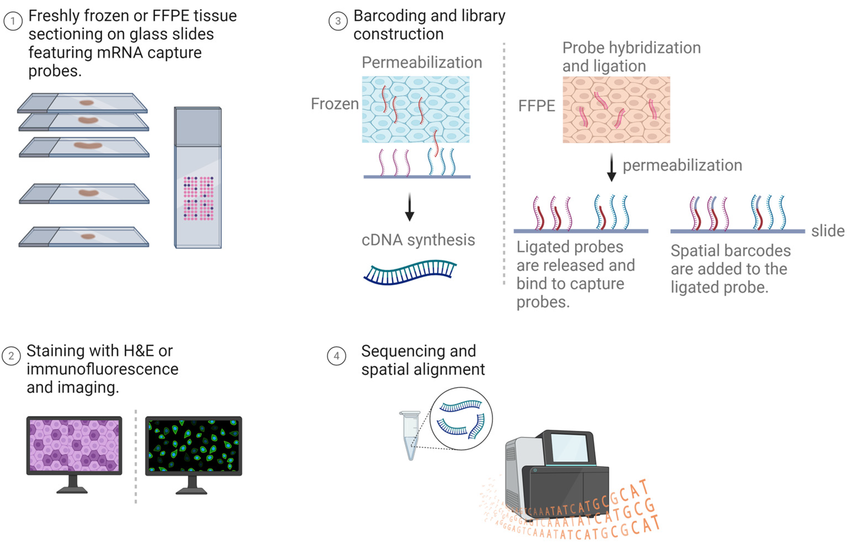 1
Freshly frozen or FFPE tissue
sectioning on glass slides
featuring mRNA capture
probes.
2
Staining with H&E or
immunofluorescence
and imaging.
3
Barcoding and library
construction
Permeabilization
Frozen
cDNA synthesis
Probe hybridization
and ligation
FFPE
permeabilization
slide
Ligated probes
are released and
bind to capture
probes.
Spatial barcodes
are added to the
ligated probe.
4
Sequencing and
spatial alignment